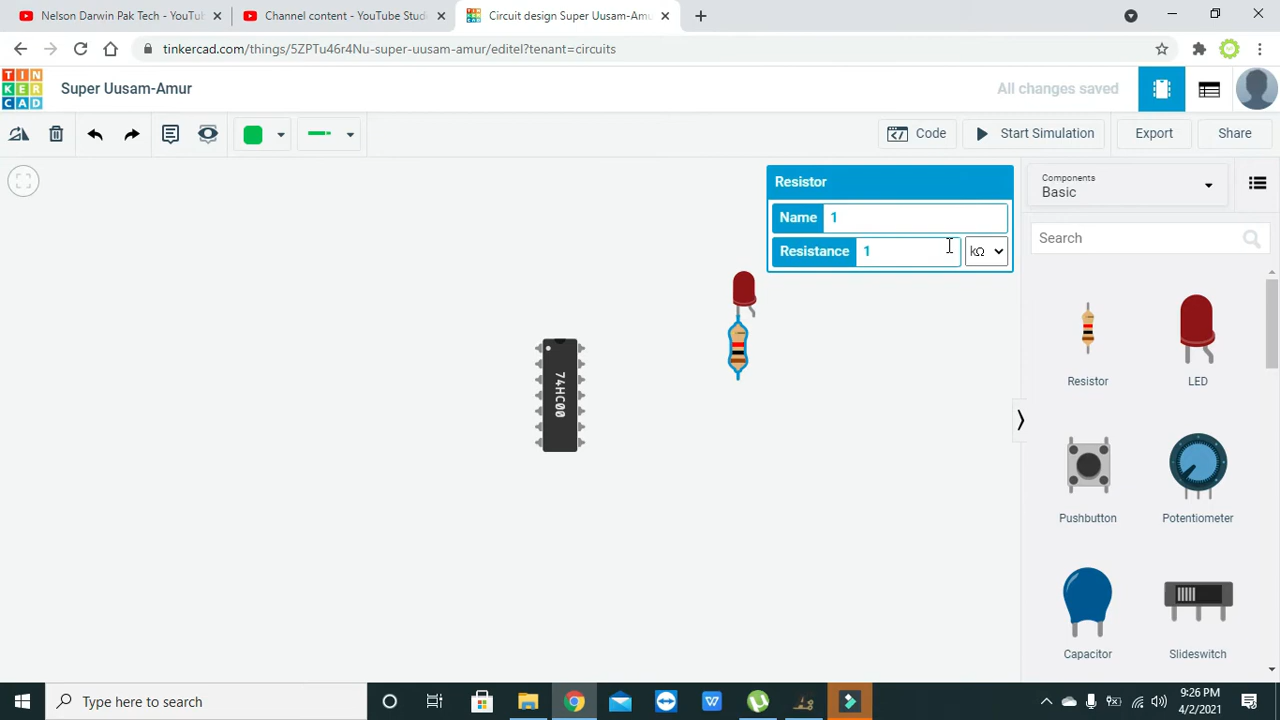 Nelson Darwin Pak Tech - YouTu
Channel content - YouTube Stud
Circuit design Super Uusam-Amu
tinkercad.com/things/5ZPTu46r4Nu-super-uusam-amur/editel?tenant=circuits
TIN
KER
CAD
Super Uusam-Amur
All changes saved
Code
Start Simulation
Export
Share
Resistor
Name 1
Resistance 1 kΩ
Components
Basic
Search
74HC00
Resistor
LED
Pushbutton
Potentiometer
Capacitor
Slideswitch
Type here to search
9:26 PM
4/2/2021